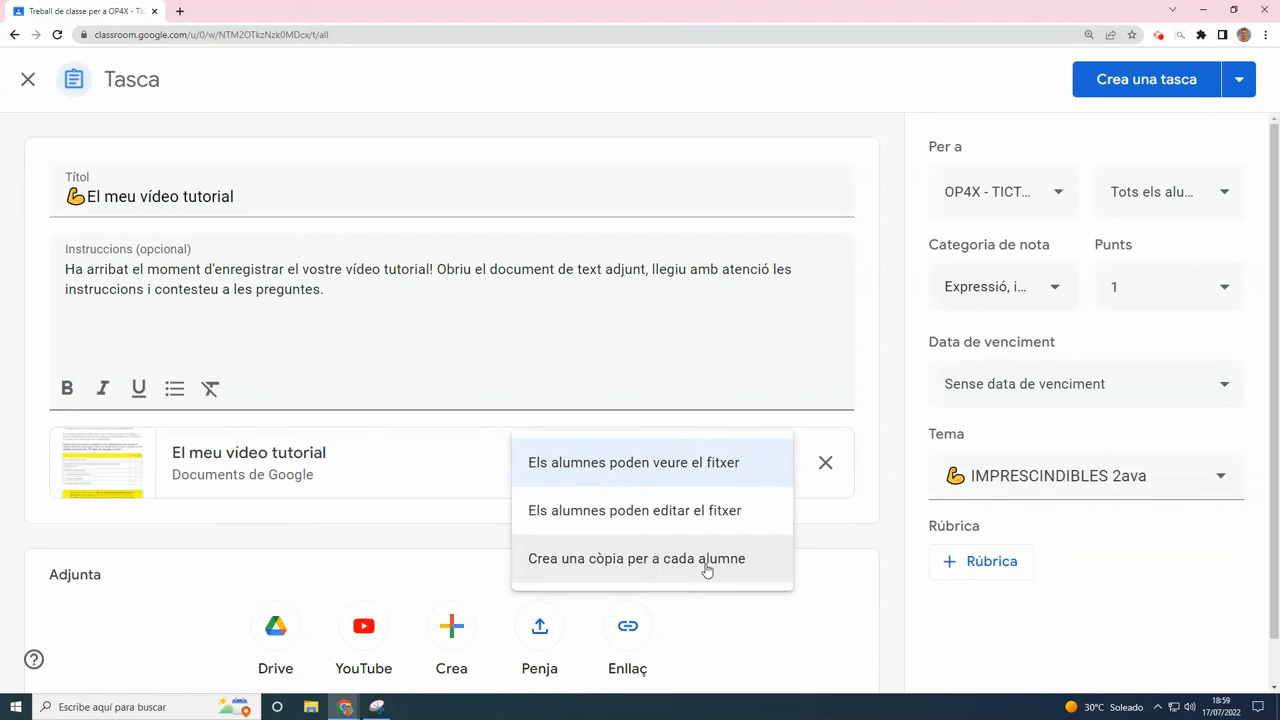 Treball de classe per a OP4X - TIC
classroom.google.com/u/0/w/NTM2OTkzNzk0MDcx/t/all
Tasca
Crea una tasca
Títol
💪El meu vídeo tutorial
Instruccions (opcional)
Ha arribat el moment d'enregistrar el vostre vídeo tutorial! Obriu el document de text adjunt, llegiu amb atenció les
instruccions i contesteu a les preguntes.
B I U
El meu vídeo tutorial
Documents de Google
Els alumnes poden veure el fitxer
Els alumnes poden editar el fitxer
Crea una còpia per a cada alumne
Adjunta
Drive
YouTube
Crea
Penja
Enllaç
Per a
OP4X - TICT...
Tots els alu...
Categoria de nota
Punts
Expressió, i...
1
Data de venciment
Sense data de venciment
Tema
💪 IMPRESCINDIBLES 2ava
Rúbrica
+ Rúbrica
Escribe aquí para buscar
30°C Soleado
18:59
17/07/2022